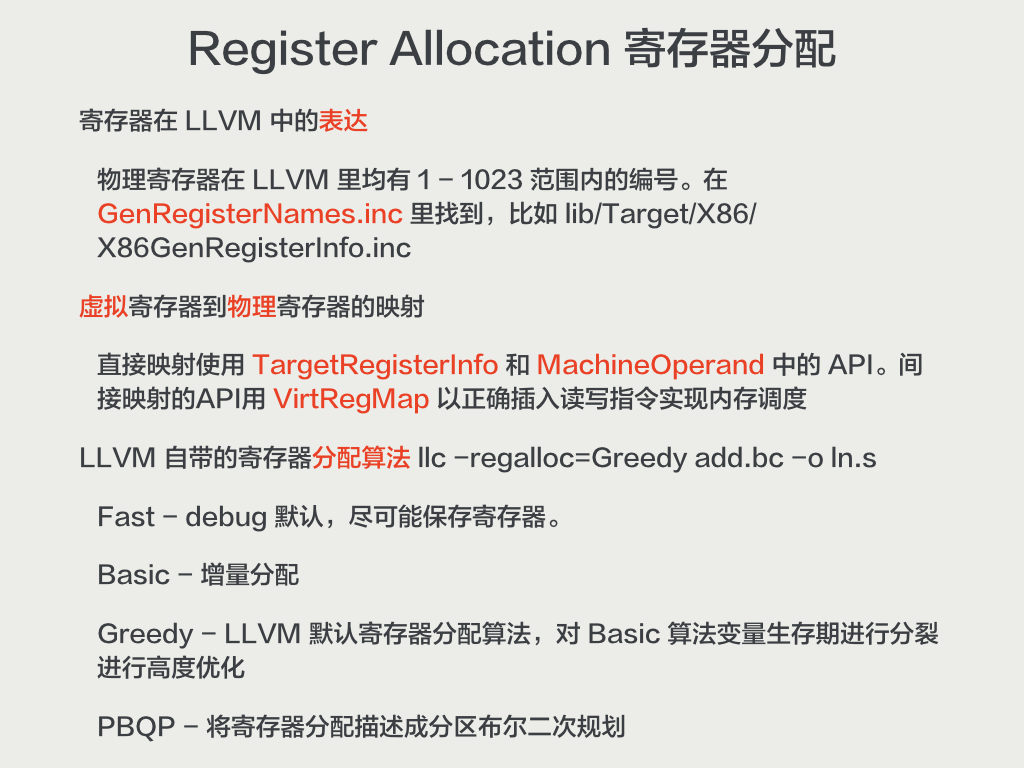 Register Allocation 寄存器分配
寄存器在 LLVM 中的表达
物理寄存器在 LLVM 里均有 1 – 1023 范围内的编号。在
GenRegisterNames.inc 里找到，比如 lib/Target/X86/
X86GenRegisterInfo.inc
虚拟寄存器到物理寄存器的映射
直接映射使用 TargetRegisterInfo 和 MachineOperand 中的 API。间
接映射的API用 VirtRegMap 以正确插入读写指令实现内存调度
LLVM 自带的寄存器分配算法 llc –regalloc=Greedy add.bc –o ln.s
Fast – debug 默认，尽可能保存寄存器。
Basic – 增量分配
Greedy – LLVM 默认寄存器分配算法，对 Basic 算法变量生存期进行分裂
进行高度优化
PBQP – 将寄存器分配描述成分区布尔二次规划